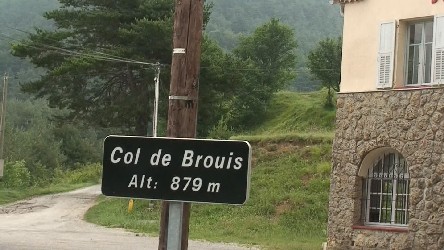 Col de Brouis
Alt: 879 m